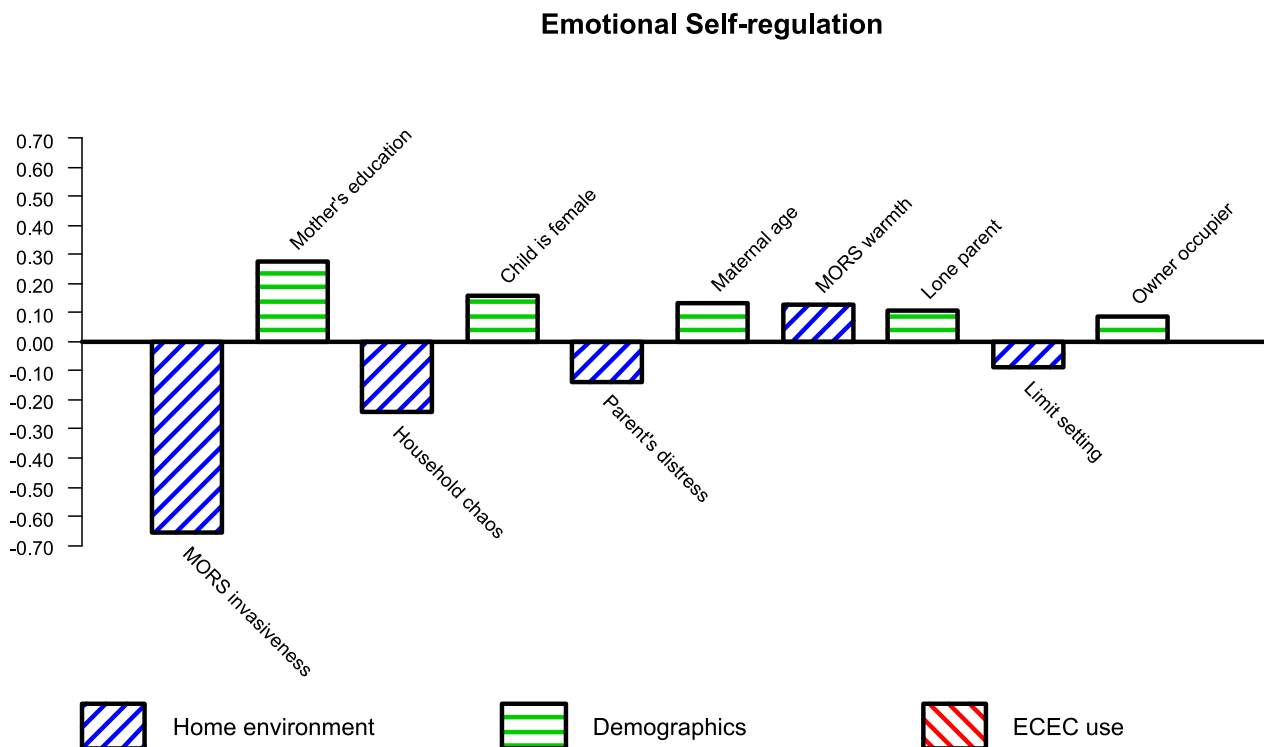 Emotional Self-regulation
0.70
0.60
0.50
0.40
0.30
0.20
0.10
0.00
-0.10
-0.20
-0.30
-0.40
-0.50
-0.60
-0.70
MORS invasiveness
Mother's education
Household chaos
Child is female
Parent's distress
Maternal age
MORS warmth
Lone parent
Limit setting
Owner occupier
Home environment
Demographics
ECEC use